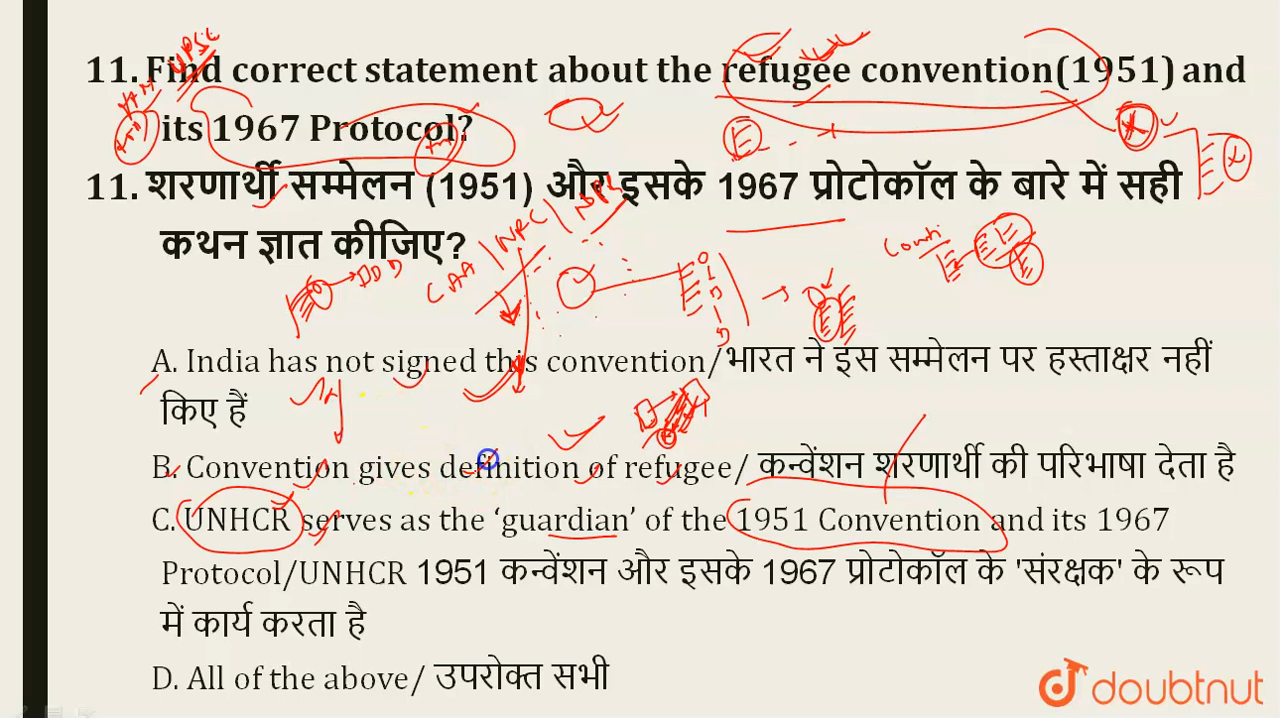 11. Find correct statement about the refugee convention(1951) and
its 1967 Protocol?
11. शरणार्थी सम्मेलन (1951) और इसके 1967 प्रोटोकॉल के बारे में सही
कथन ज्ञात कीजिए?
UPSC
CAA / NRC / NPR
A. India has not signed this convention/भारत ने इस सम्मेलन पर हस्ताक्षर नहीं
किए हैं
B. Convention gives definition of refugee/ कन्वेंशन शरणार्थी की परिभाषा देता है
C. UNHCR serves as the ‘guardian’ of the 1951 Convention and its 1967
Protocol/UNHCR 1951 कन्वेंशन और इसके 1967 प्रोटोकॉल के 'संरक्षक' के रूप
में कार्य करता है
D. All of the above/ उपरोक्त सभी
doubtnut